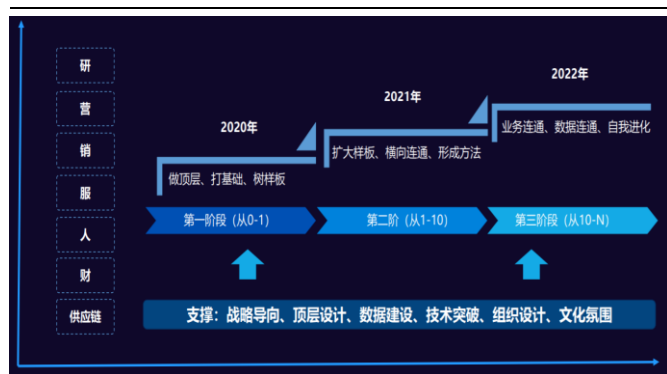 研
营
销
服
人
财
供应链
2020年
2021年
2022年
做顶层、打基础、树样板
扩大样板、横向连通、形成方法
业务连通、数据连通、自我进化
第一阶段（从0-1）
第二阶（从1-10）
第三阶段（从10-N）
支撑：战略导向、顶层设计、数据建设、技术突破、组织设计、文化氛围